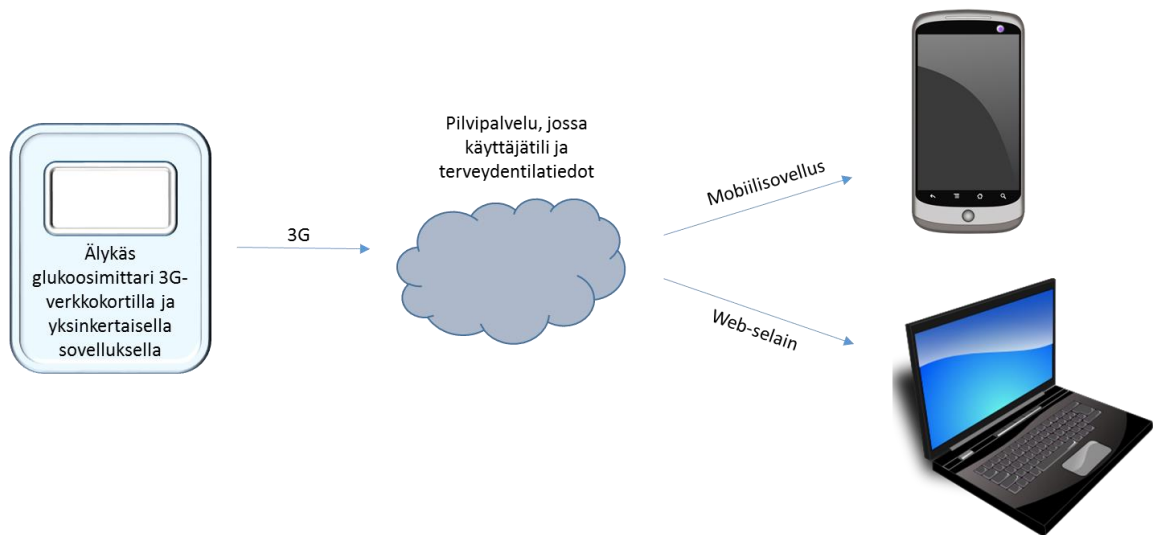 Älykäs
glukoosimittari 3G-
verkkokortilla ja
yksinkertaisella
sovelluksella
3G
Pilvipalvelu, jossa
käyttäjätili ja
terveydentilatiedot
Mobiilisovellus
Web-selain